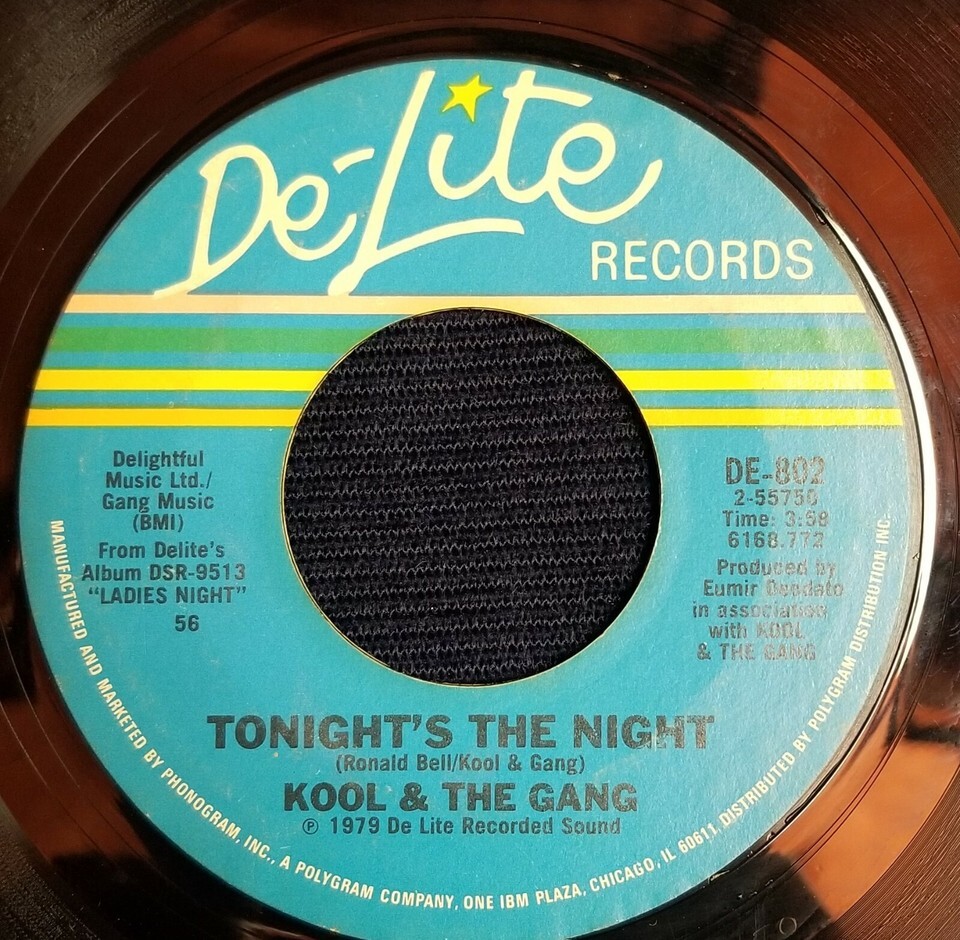 De-Lite
RECORDS
Delightful
Music Ltd./
Gang Music
(BMI)
From Delite's
Album DSR-9513
"LADIES NIGHT"
56
DE-802
2-55750
Time: 3:59
6168.772
Produced by
Eumir Deodato
in association
with KOOL
& THE GANG
TONIGHT'S THE NIGHT
(Ronald Bell/Kool & Gang)
KOOL & THE GANG
℗ 1979 De Lite Recorded Sound
MANUFACTURED AND MARKETED BY PHONOGRAM, INC., A POLYGRAM COMPANY, ONE IBM PLAZA, CHICAGO, IL 60611, DISTRIBUTED BY POLYGRAM DISTRIBUTION INC.